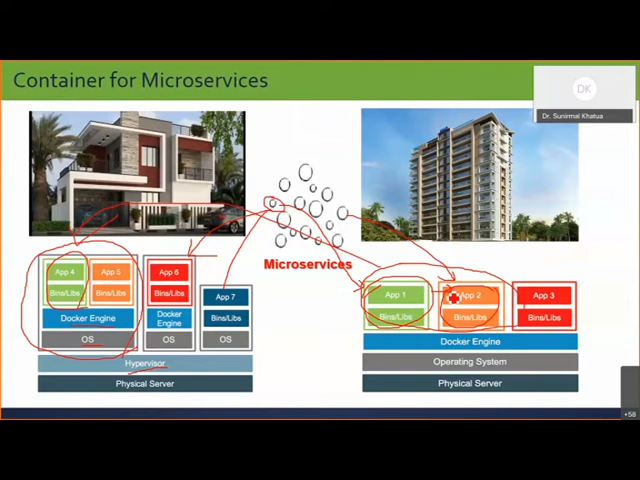 Container for Microservices
DK
Dr. Sunirmal Khatua
Microservices
App 4
Bins/Libs
App 5
Bins/Libs
Docker Engine
OS
App 6
Bins/Libs
Docker
Engine
OS
App 7
Bins/Libs
OS
Hypervisor
Physical Server
App 1
Bins/Libs
App 2
Bins/Libs
App 3
Bins/Libs
Docker Engine
Operating System
Physical Server
+58